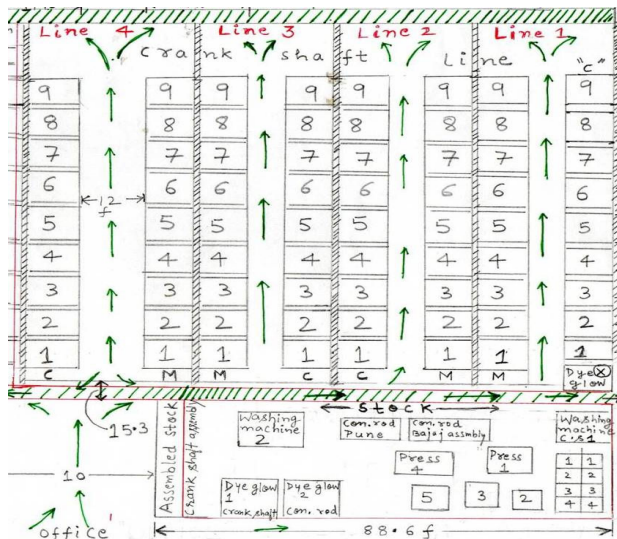 Line 4 Line 3 Line 2 Line 1
Crank shaft Line "C"
9 9 9 9 9 9 9 9
8 8 8 8 8 8 8 8
7 7 7 7 7 7 7 7
6 6 6 6 6 6 6 6
12
f
5 5 5 5 5 5 5 5
4 4 4 4 4 4 4 4
3 3 3 3 3 3 3 3
2 2 2 2 2 2 2 2
1 1 1 1 1 1 1 1
C M M C C M M
Dye X
glow
15.3
Stock
Assembled stock
Crank shaft assembly
Washing
machine
2
Con.rod
Pune
Con.rod
Bajaj assbly
Washing
machine
C.S1
Press
4
Press
1
1 1
2 2
3 3
4 4
5 3 2
Dye glow
1
Crank shaft
Dye glow
2
Con. rod
10
office
88.6 f